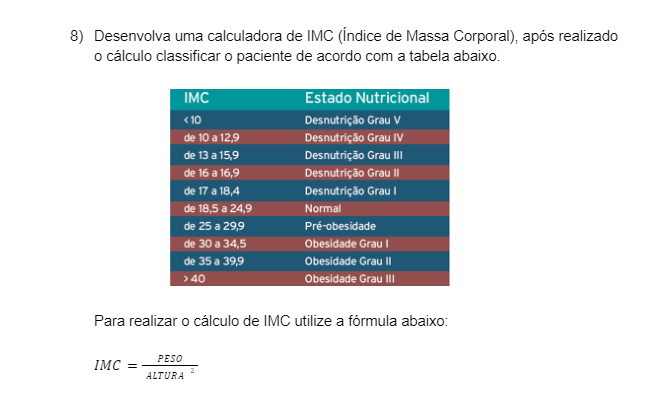 8) Desenvolva uma calculadora de IMC (Índice de Massa Corporal), após realizado
o cálculo classificar o paciente de acordo com a tabela abaixo.
IMC Estado Nutricional
<10 Desnutrição Grau V
de 10 a 12,9 Desnutrição Grau IV
de 13 a 15,9 Desnutrição Grau III
de 16 a 16,9 Desnutrição Grau II
de 17 a 18,4 Desnutrição Grau I
de 18,5 a 24,9 Normal
de 25 a 29,9 Pré-obesidade
de 30 a 34,5 Obesidade Grau I
de 35 a 39,9 Obesidade Grau II
>40 Obesidade Grau III
Para realizar o cálculo de IMC utilize a fórmula abaixo:
IMC = PESO
ALTURA ²